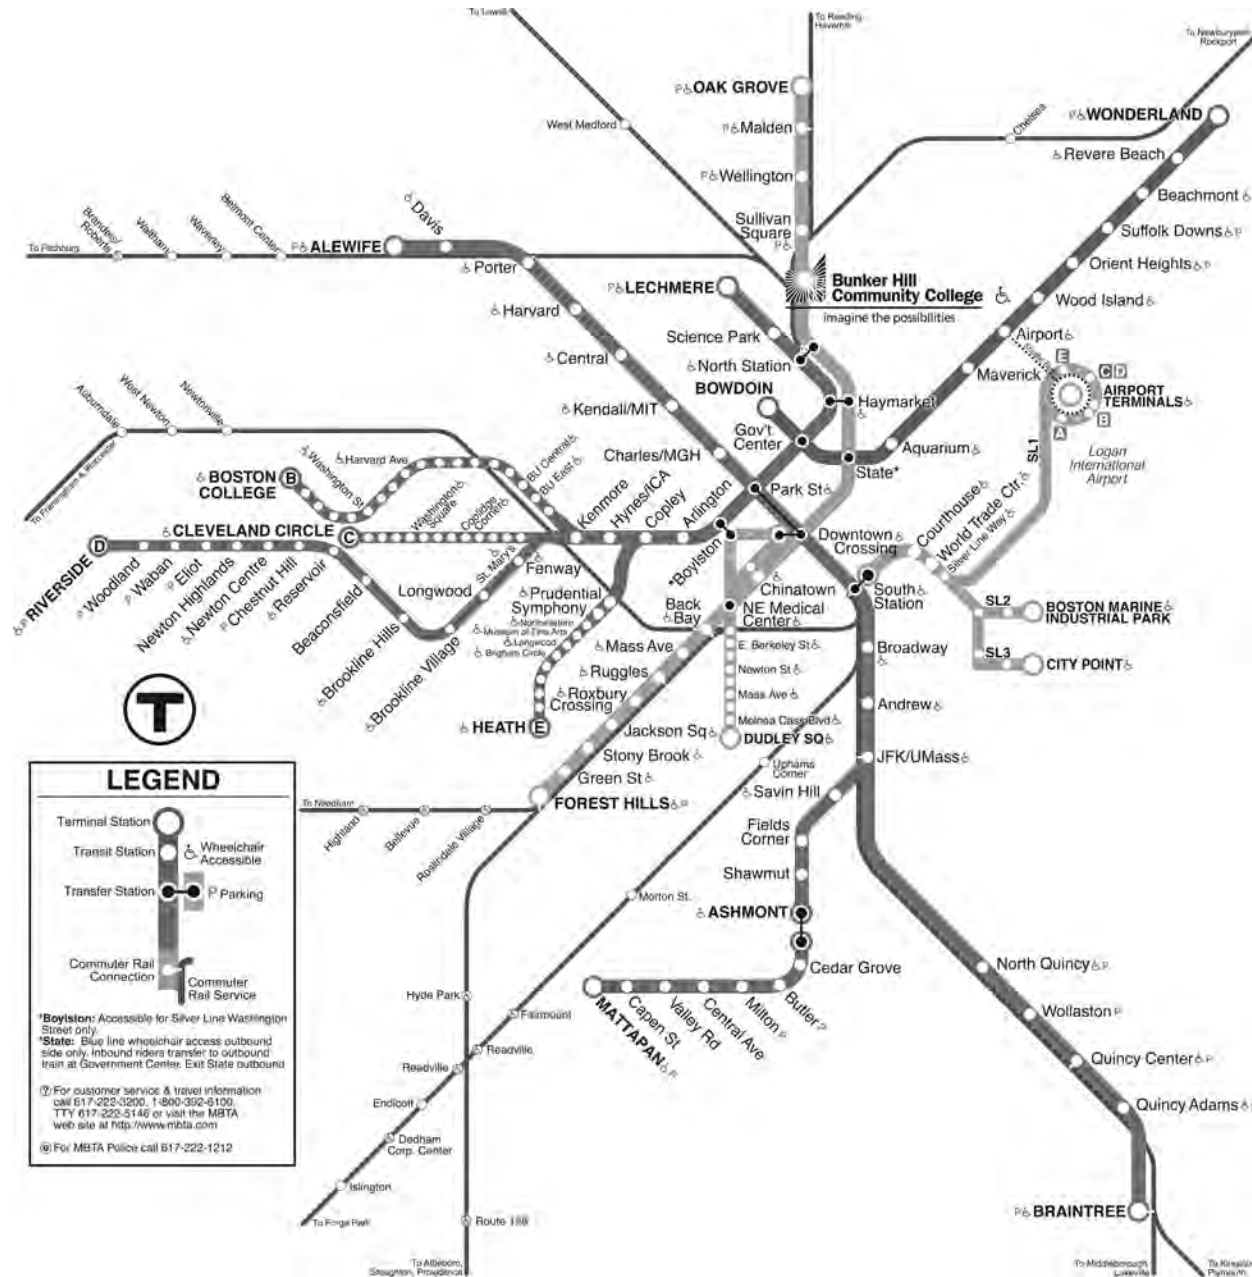 To Lowell
To Reading
Haverhill
To Newburyport
Rockport
OAK GROVE
WONDERLAND
West Medford
Malden
Chelsea
Revere Beach
Wellington
Beachmont
Davis
Sullivan
Square
Suffolk Downs
Brandeis/
Roberts
Waltham
Waverley
Belmont Center
To Fitchburg
ALEWIFE
Porter
Orient Heights
LECHMERE
Bunker Hill
Community College
imagine the possibilities
Wood Island
Harvard
Science Park
Airport
Central
North Station
Maverick
E
C
D
AIRPORT
TERMINALS
B
A
BOWDOIN
Haymarket
Auburndale
West Newton
Newtonville
Kendall/MIT
Gov't
Center
Aquarium
SL1
Logan
International
Airport
Charles/MGH
State*
To Framingham & Worcester
BOSTON
COLLEGE
B
Washington St
Harvard Ave
BU Central
BU East
Kenmore
Hynes/ICA
Copley
Arlington
Park St
Washington
Square
Coolidge
Corner
Courthouse
World Trade Ctr.
Silver Line Way
CLEVELAND CIRCLE
C
D
*Boylston
Downtown
Crossing
St. Mary's
Fenway
RIVERSIDE
Woodland
Waban
Eliot
Newton Highlands
Newton Centre
Chestnut Hill
Reservoir
Beaconsfield
Brookline Hills
Brookline Village
Longwood
Prudential
Symphony
Northeastern
Museum of Fine Arts
Longwood
Brigham Circle
Chinatown
South
Station
SL2
BOSTON MARINE
INDUSTRIAL PARK
Back
Bay
NE Medical
Center
SL3
CITY POINT
Mass Ave
E. Berkeley St
Broadway
Ruggles
Newton St
Roxbury
Crossing
Mass Ave
Andrew
HEATH
E
Jackson Sq
Melnea Cass Blvd
DUDLEY SQ
Stony Brook
JFK/UMass
Green St
Uphams
Corner
Savin Hill
FOREST HILLS
To Needham
Highland
Bellevue
Roslindale Village
Fields
Corner
Shawmut
Morton St.
ASHMONT
Cedar Grove
North Quincy
Hyde Park
MATTAPAN
Capen St
Valley Rd
Central Ave
Milton
Butler
Fairmount
Wollaston
Readville
Readville
Quincy Center
Endicott
Quincy Adams
Dedham
Corp. Center
Islington
BRAINTREE
To Forge Park
Route 128
To Attleboro,
Stoughton, Providence
To Middleborough,
Lakeville
To Kingston
Plymouth
T
LEGEND
Terminal Station
Transit Station
Wheelchair
Accessible
Transfer Station
P Parking
Commuter Rail
Connection
Commuter
Rail Service
*Boylston: Accessible for Silver Line Washington
Street only.
*State: Blue line wheelchair access outbound
side only. Inbound riders transfer to outbound
train at Government Center. Exit State outbound
For customer service & travel information
call 617-222-3200, 1-800-392-6100,
TTY 617-222-5146 or visit the MBTA
web site at http://www.mbta.com
For MBTA Police call 617-222-1212